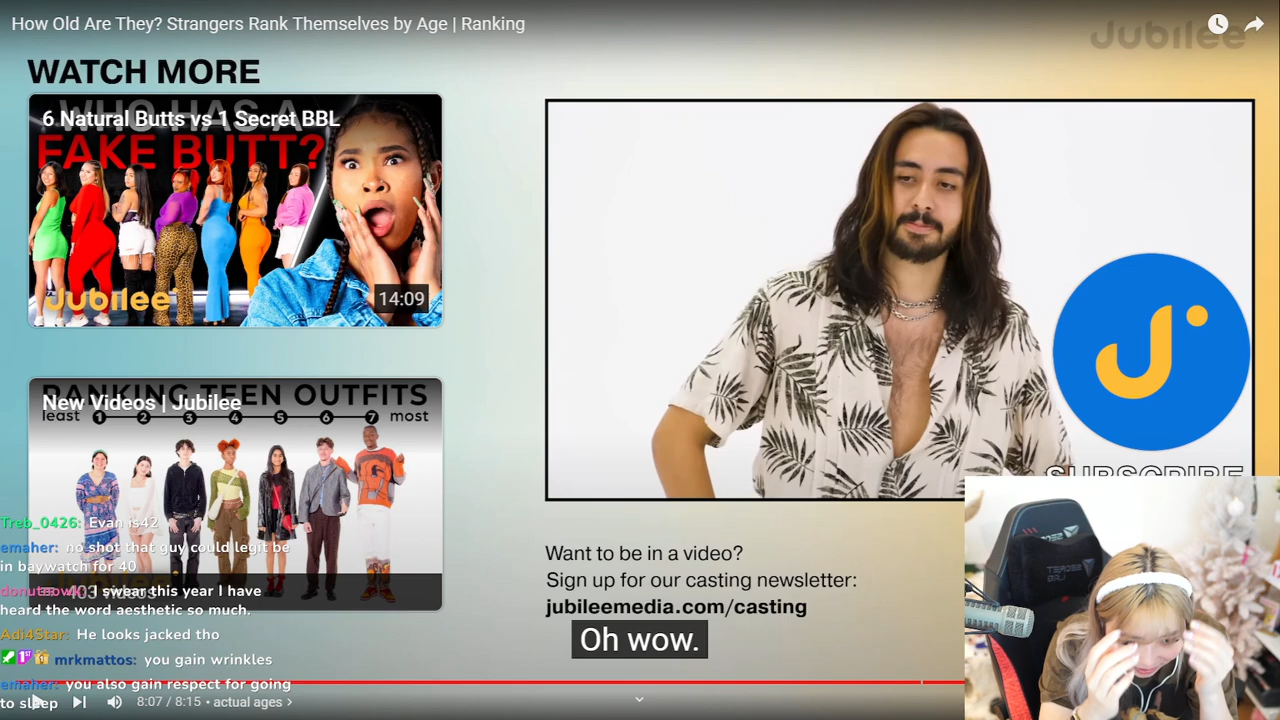 How Old Are They? Strangers Rank Themselves by Age | Ranking
Jubilee
WATCH MORE
WHO HAS A
6 Natural Butts vs 1 Secret BBL
FAKE BUTT?
Jubilee
14:09
RANKING TEEN OUTFITS
New Videos | Jubilee
least 1 2 3 4 5 6 7 most
SUBSCRIBE
Treb_0426: Evan is42
emaher: no shot that guy could legit be
in baywatch for 40
I swear this year I have
heard the word aesthetic so much.
Adi4Star: He looks jacked tho
mrkmattos: you gain wrinkles
emaher: you also gain respect for going
to sleep
Want to be in a video?
Sign up for our casting newsletter:
jubileemedia.com/casting
Oh wow.
8:07 / 8:15 • actual ages